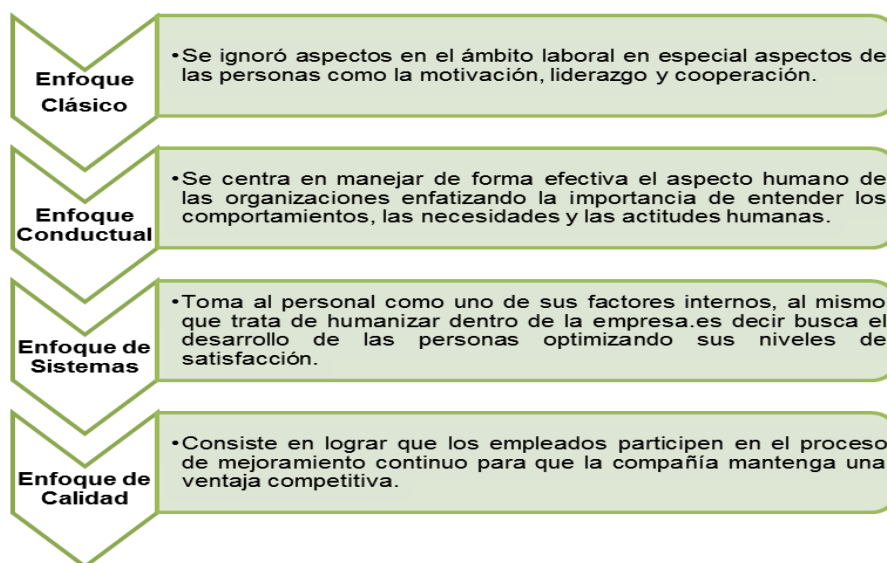 Enfoque
Clásico
•Se ignoró aspectos en el ámbito laboral en especial aspectos de
las personas como la motivación, liderazgo y cooperación.
Enfoque
Conductual
•Se centra en manejar de forma efectiva el aspecto humano de
las organizaciones enfatizando la importancia de entender los
comportamientos, las necesidades y las actitudes humanas.
Enfoque de
Sistemas
•Toma al personal como uno de sus factores internos, al mismo
que trata de humanizar dentro de la empresa.es decir busca el
desarrollo de las personas optimizando sus niveles de
satisfacción.
Enfoque de
Calidad
•Consiste en lograr que los empleados participen en el proceso
de mejoramiento continuo para que la compañía mantenga una
ventaja competitiva.